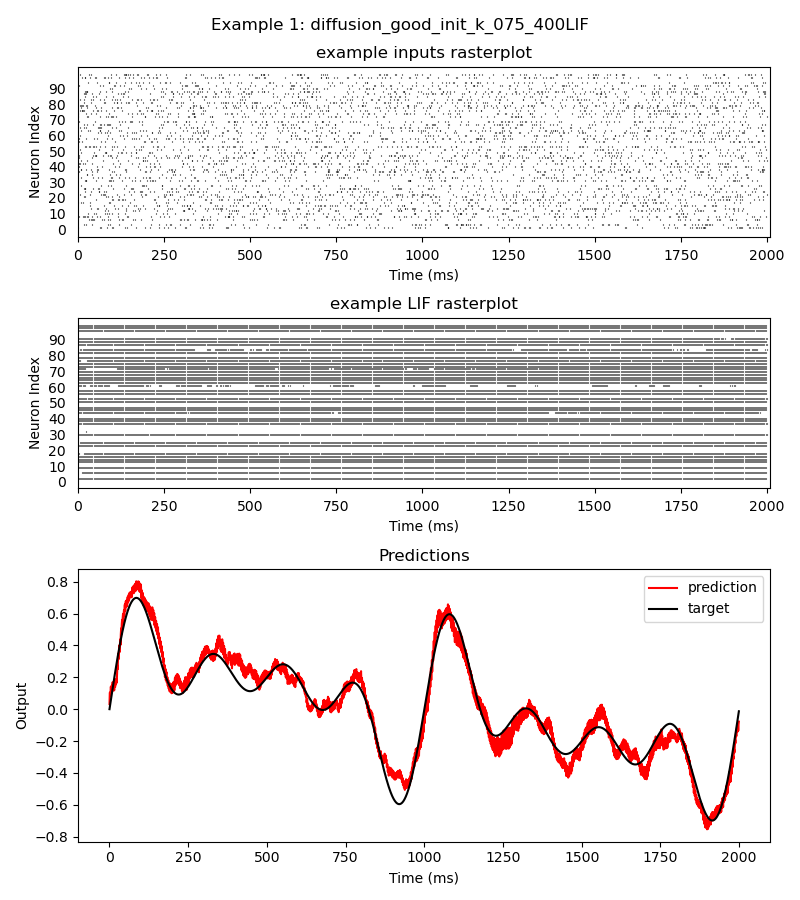 Example 1: diffusion_good_init_k_075_400LIF
example inputs rasterplot
Neuron Index
90
80
70
60
50
40
30
20
10
0
0 250 500 750 1000 1250 1500 1750 2000
Time (ms)
example LIF rasterplot
Neuron Index
90
80
70
60
50
40
30
20
10
0
0 250 500 750 1000 1250 1500 1750 2000
Time (ms)
Predictions
Output
0.8
0.6
0.4
0.2
0.0
−0.2
−0.4
−0.6
−0.8
prediction
target
0 250 500 750 1000 1250 1500 1750 2000
Time (ms)